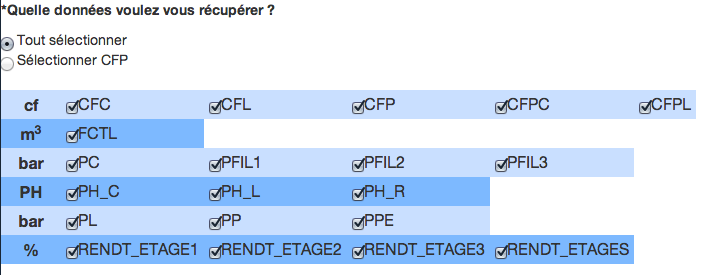 *Quelle données voulez vous récupérer ?
Tout sélectionner
Sélectionner CFP
cf CFC CFL CFP CFPC CFPL
m³ FCTL
bar PC PFIL1 PFIL2 PFIL3
PH PH_C PH_L PH_R
bar PL PP PPE
% RENDT_ETAGE1 RENDT_ETAGE2 RENDT_ETAGE3 RENDT_ETAGES